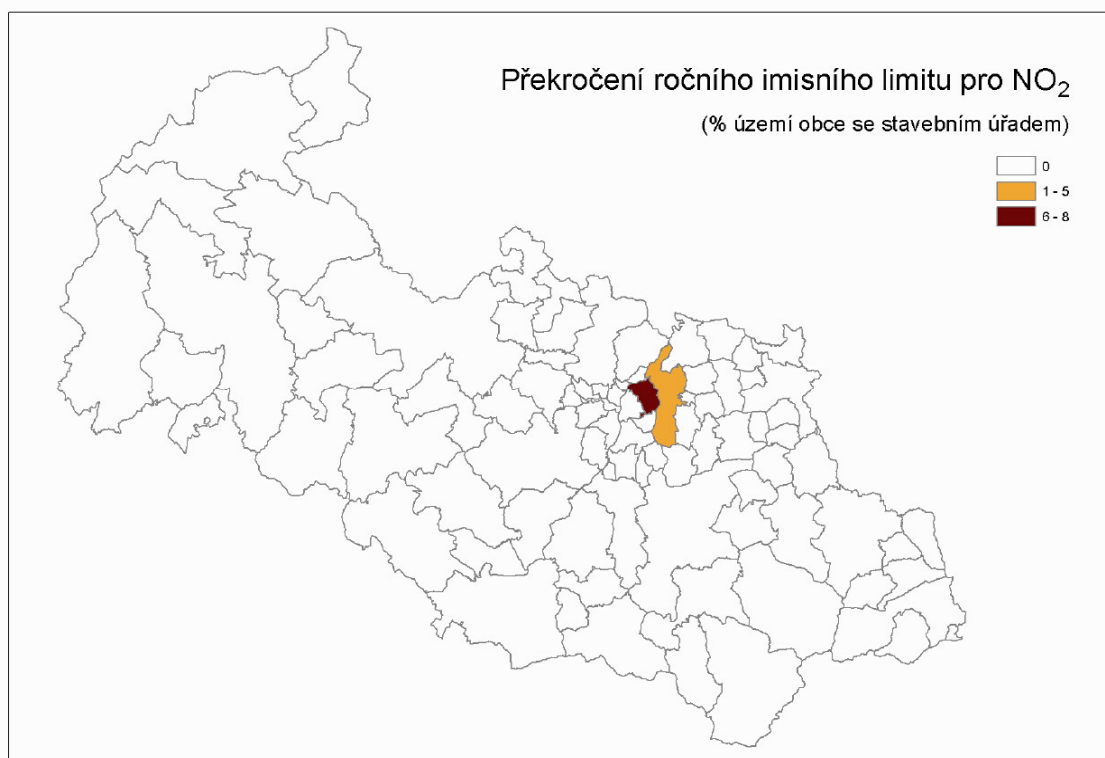 Překročení ročního imisního limitu pro NO₂
(% území obce se stavebním úřadem)
0
1 - 5
6 - 8